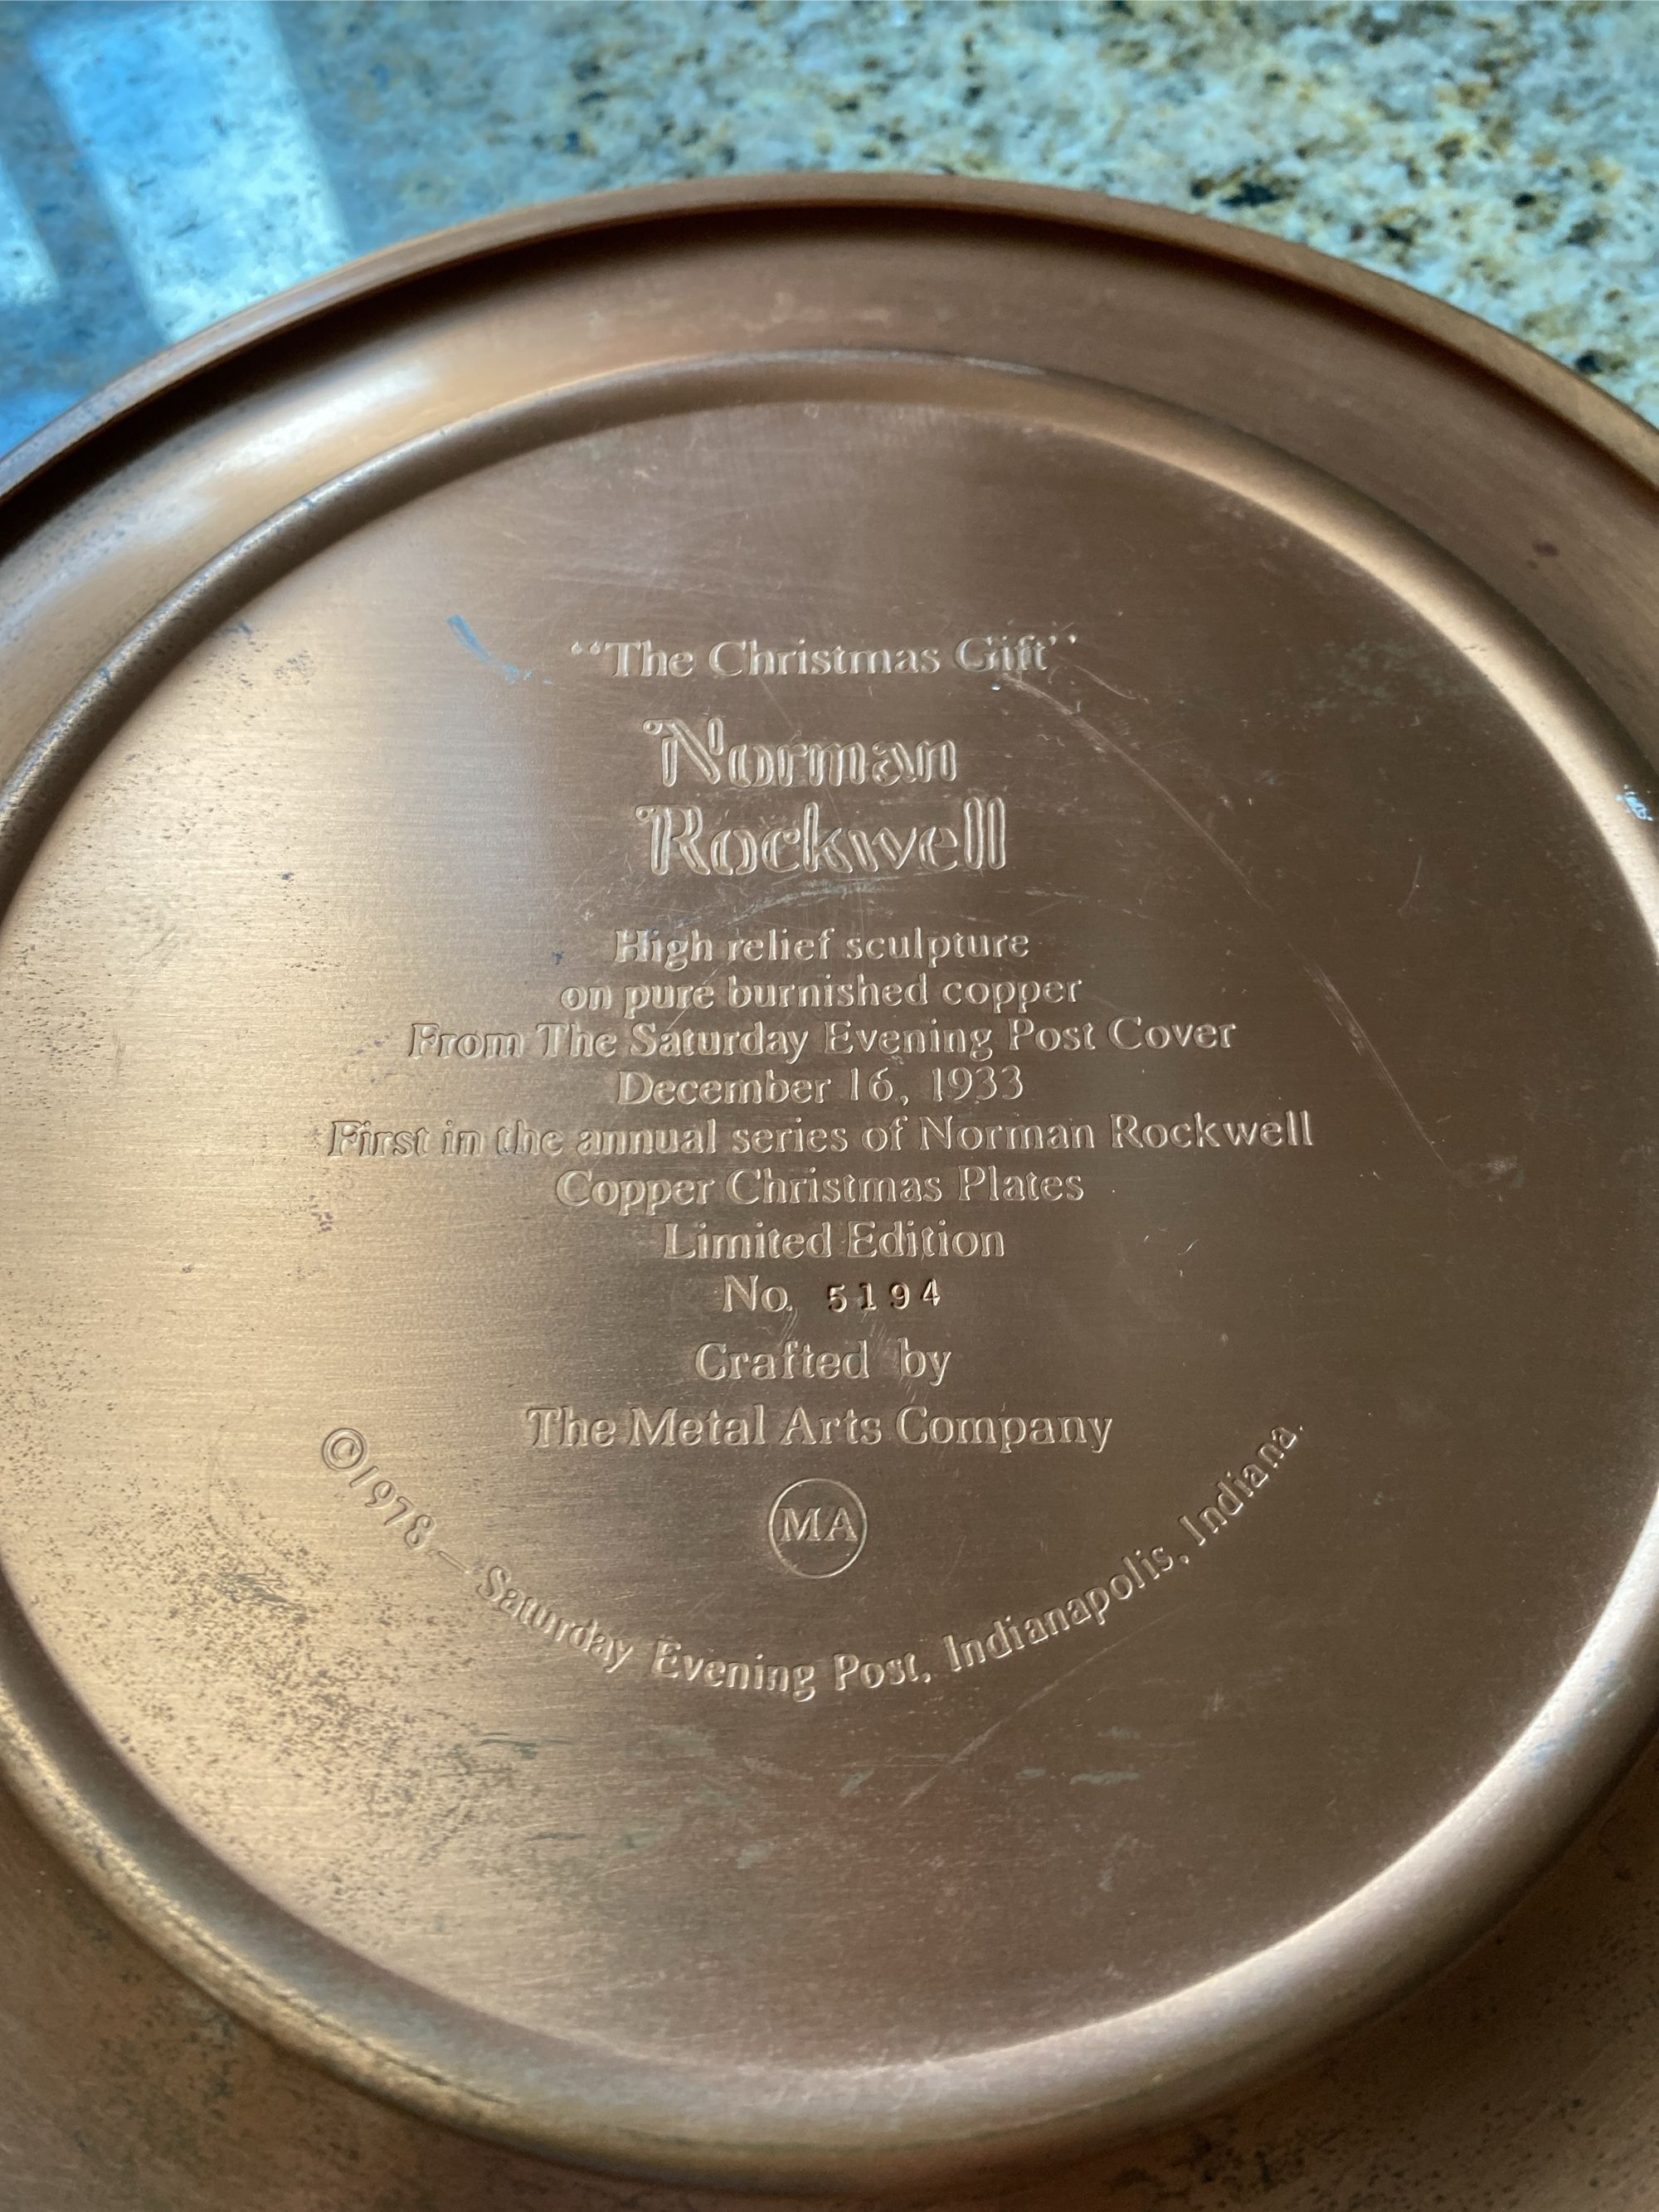 “The Christmas Gift”
Norman
Rockwell
High relief sculpture
on pure burnished copper
From The Saturday Evening Post Cover
December 16, 1933
First in the annual series of Norman Rockwell
Copper Christmas Plates
Limited Edition
No. 5194
Crafted by
The Metal Arts Company
MA
©1978 — Saturday Evening Post, Indianapolis, Indiana.